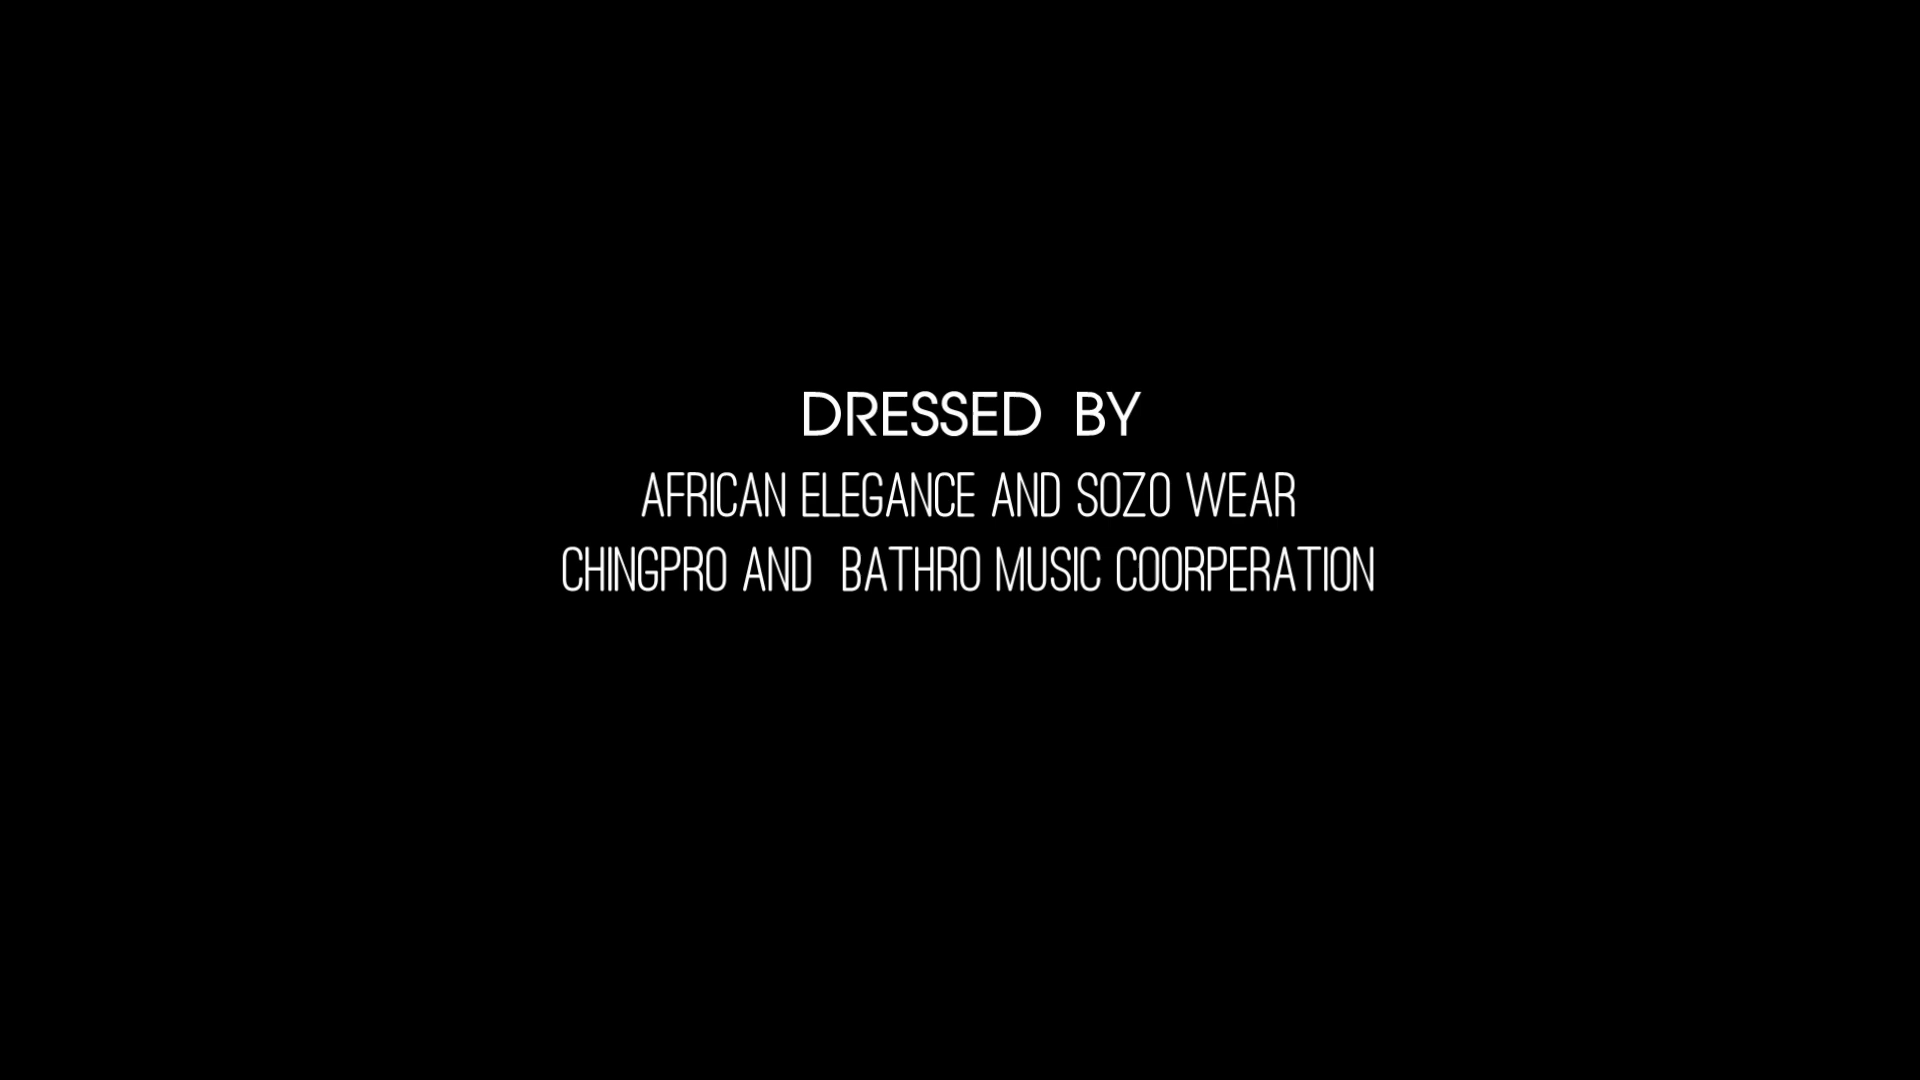 DRESSED BY
AFRICAN ELEGANCE AND SOZO WEAR
CHINGPRO AND BATHRO MUSIC COORPERATION